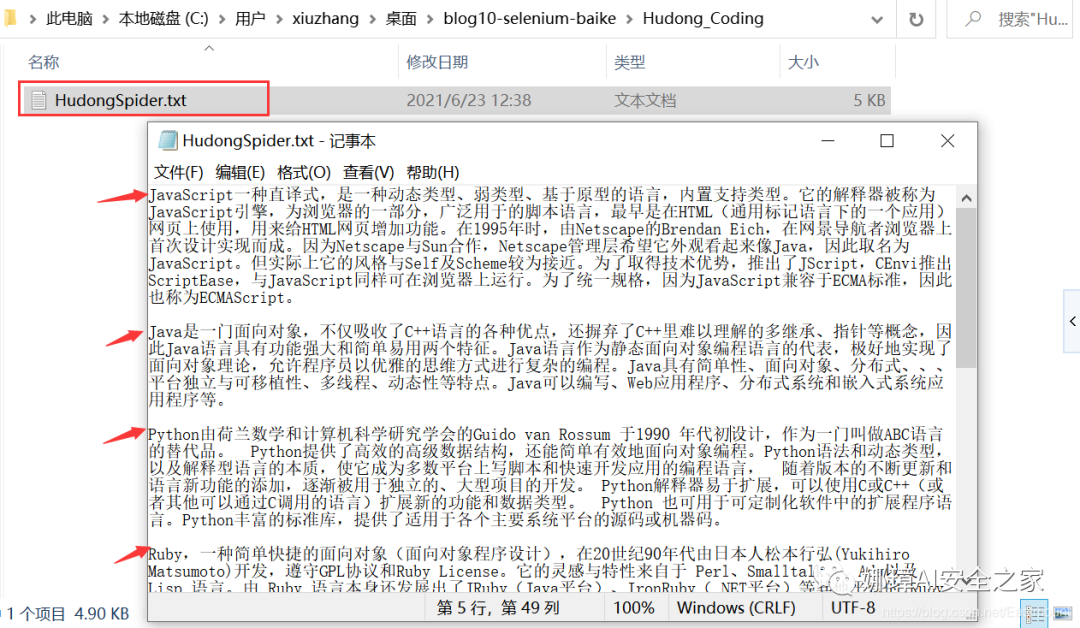 此电脑 > 本地磁盘 (C:) > 用户 > xiuzhang > 桌面 > blog10-selenium-baike > Hudong_Coding
搜索"Hu...
名称 修改日期 类型 大小
HudongSpider.txt 2021/6/23 12:38 文本文档 5 KB
HudongSpider.txt - 记事本
文件(F) 编辑(E) 格式(O) 查看(V) 帮助(H)
JavaScript一种直译式，是一种动态类型、弱类型、基于原型的语言，内置支持类型。它的解释器被称为
JavaScript引擎，为浏览器的一部分，广泛用于的脚本语言，最早是在HTML（通用标记语言下的一个应用）
网页上使用，用来给HTML网页增加功能。在1995年时，由Netscape的Brendan Eich，在网景导航者浏览器上
首次设计实现而成。因为Netscape与Sun合作，Netscape管理层希望它外观看起来像Java，因此取名为
JavaScript。但实际上它的风格与Self及Scheme较为接近。为了取得技术优势，推出了JScript，CEnvi推出
ScriptEase，与JavaScript同样可在浏览器上运行。为了统一规格，因为JavaScript兼容于ECMA标准，因此
也称为ECMAScript。
Java是一门面向对象，不仅吸收了C++语言的各种优点，还摒弃了C++里难以理解的多继承、指针等概念，因
此Java语言具有功能强大和简单易用两个特征。Java语言作为静态面向对象编程语言的代表，极好地实现了
面向对象理论，允许程序员以优雅的思维方式进行复杂的编程。Java具有简单性、面向对象、分布式、、、
平台独立与可移植性、多线程、动态性等特点。Java可以编写、Web应用程序、分布式系统和嵌入式系统应
用程序等。
Python由荷兰数学和计算机科学研究学会的Guido van Rossum 于1990 年代初设计，作为一门叫做ABC语言
的替代品。 Python提供了高效的高级数据结构，还能简单有效地面向对象编程。Python语法和动态类型，
以及解释型语言的本质，使它成为多数平台上写脚本和快速开发应用的编程语言， 随着版本的不断更新和
语言新功能的添加，逐渐被用于独立的、大型项目的开发。 Python解释器易于扩展，可以使用C或C++（或
者其他可以通过C调用的语言）扩展新的功能和数据类型。 Python 也可用于可定制化软件中的扩展程序语
言。Python丰富的标准库，提供了适用于各个主要系统平台的源码或机器码。
Ruby，一种简单快捷的面向对象（面向对象程序设计），在20世纪90年代由日本人松本行弘(Yukihiro
Matsumoto)开发，遵守GPL协议和Ruby License。它的灵感与特性来自于 Perl、Smalltalk、
Lisp 语言。由 Ruby 语言本身还发展出了JRuby（Java平台）、IronRuby（.NET平台）等
娜璋AI安全之家
第 5 行，第 49 列 100% Windows (CRLF) UTF-8
1 个项目 4.90 KB